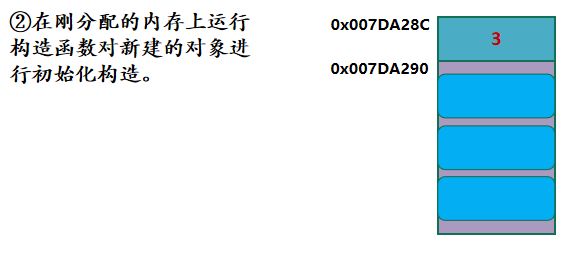 ②在刚分配的内存上运行
构造函数对新建的对象进
行初始化构造。
0x007DA28C
3
0x007DA290